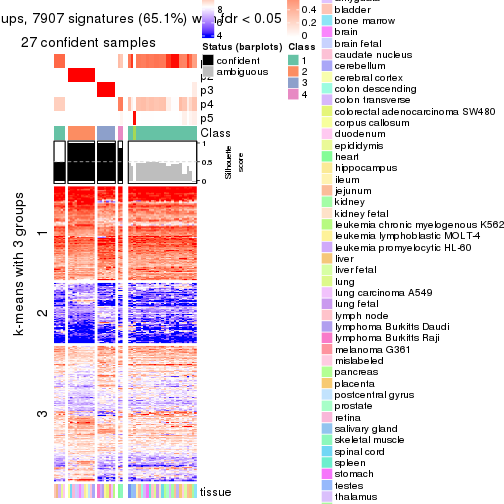 ups, 7907 signatures (65.1%) with fdr < 0.05
27 confident samples
p3
p4
p5
Class
1
0.5
0
Silhouette
score
k-means with 3 groups
1
2
3
tissue
8
6
4
0.4
0.2
0
Status (barplots)
confident
ambiguous
Class
1
2
3
4
bladder
bone marrow
brain
brain fetal
caudate nucleus
cerebellum
cerebral cortex
colon descending
colon transverse
colorectal adenocarcinoma SW480
corpus callosum
duodenum
epididymis
heart
hippocampus
ileum
jejunum
kidney
kidney fetal
leukemia chronic myelogenous K562
leukemia lymphoblastic MOLT-4
leukemia promyelocytic HL-60
liver
liver fetal
lung
lung carcinoma A549
lung fetal
lymph node
lymphoma Burkitts Daudi
lymphoma Burkitts Raji
melanoma G361
mislabeled
pancreas
placenta
postcentral gyrus
prostate
retina
salivary gland
skeletal muscle
spinal cord
spleen
stomach
testes
thalamus